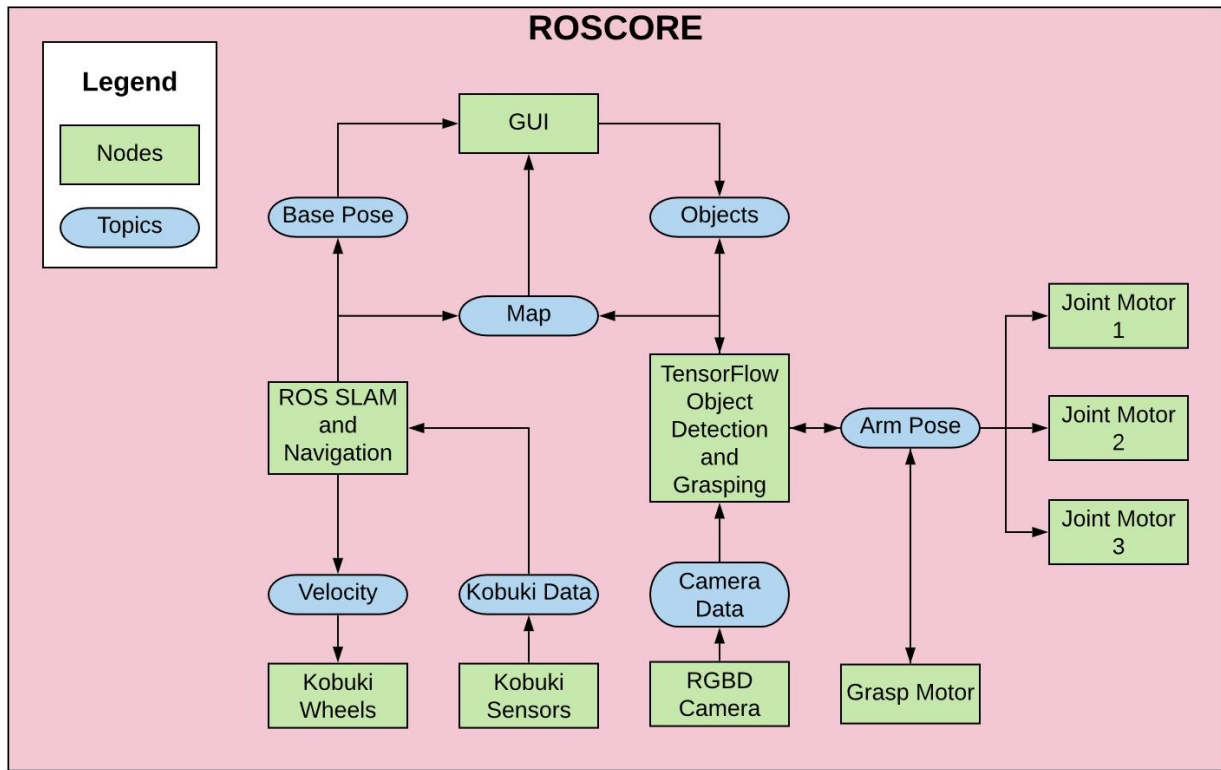 ROSCORE
Legend
Nodes
Topics
GUI
Base Pose
Objects
Map
Joint Motor
1
ROS SLAM
and
Navigation
TensorFlow
Object
Detection
and
Grasping
Arm Pose
Joint Motor
2
Joint Motor
3
Velocity
Kobuki Data
Camera
Data
Kobuki
Wheels
Kobuki
Sensors
RGBD
Camera
Grasp Motor